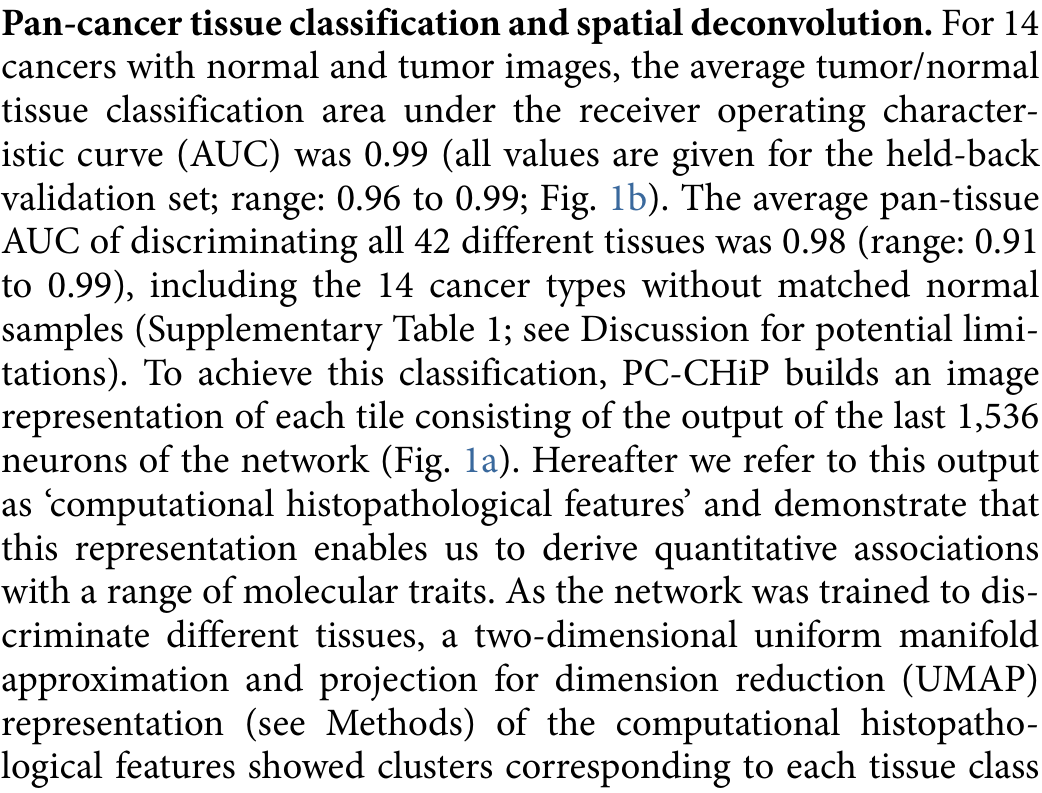 Pan-cancer tissue classification and spatial deconvolution. For 14
cancers with normal and tumor images, the average tumor/normal
tissue classification area under the receiver operating character-
istic curve (AUC) was 0.99 (all values are given for the held-back
validation set; range: 0.96 to 0.99; Fig. 1b). The average pan-tissue
AUC of discriminating all 42 different tissues was 0.98 (range: 0.91
to 0.99), including the 14 cancer types without matched normal
samples (Supplementary Table 1; see Discussion for potential limi-
tations). To achieve this classification, PC-CHiP builds an image
representation of each tile consisting of the output of the last 1,536
neurons of the network (Fig. 1a). Hereafter we refer to this output
as ‘computational histopathological features’ and demonstrate that
this representation enables us to derive quantitative associations
with a range of molecular traits. As the network was trained to dis-
criminate different tissues, a two-dimensional uniform manifold
approximation and projection for dimension reduction (UMAP)
representation (see Methods) of the computational histopatho-
logical features showed clusters corresponding to each tissue class